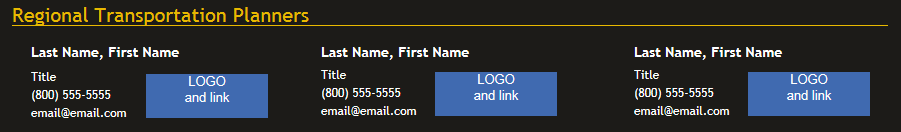 Regional Transportation Planners
Last Name, First Name
Title
(800) 555-5555
email@email.com
LOGO
and link
Last Name, First Name
Title
(800) 555-5555
email@email.com
LOGO
and link
Last Name, First Name
Title
(800) 555-5555
email@email.com
LOGO
and link